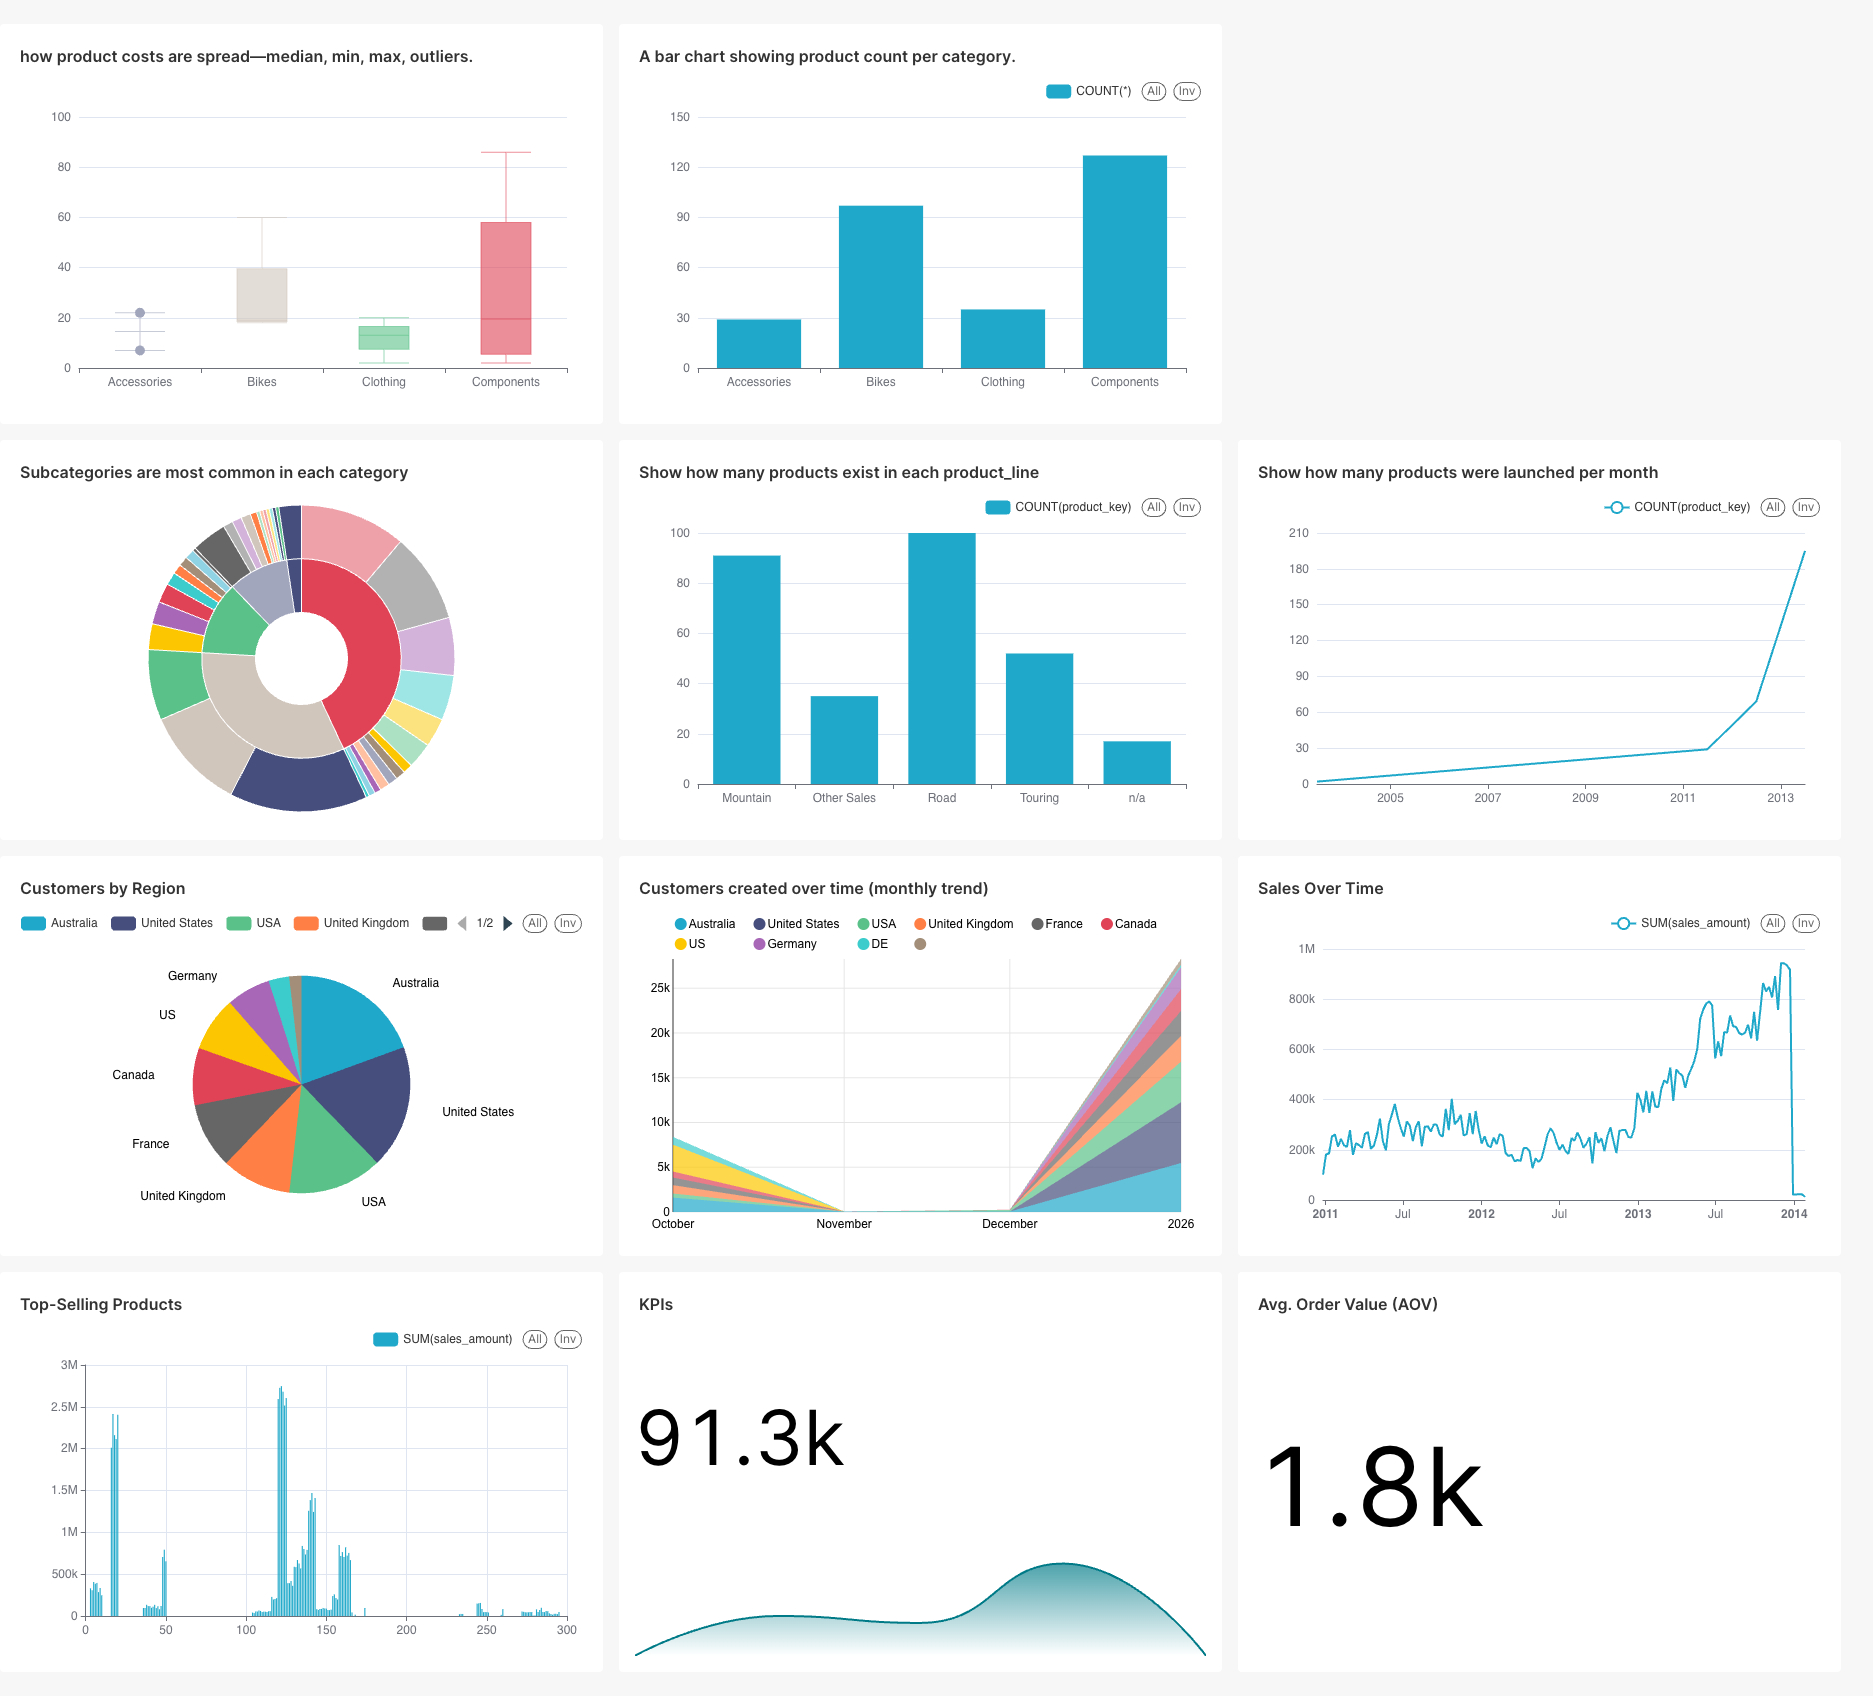 how product costs are spread—median, min, max, outliers.
100
80
60
40
20
0
Accessories Bikes Clothing Components
A bar chart showing product count per category.
COUNT(*) All Inv
150
120
90
60
30
0
Accessories Bikes Clothing Components
Subcategories are most common in each category
Show how many products exist in each product_line
COUNT(product_key) All Inv
100
80
60
40
20
0
Mountain Other Sales Road Touring n/a
Show how many products were launched per month
COUNT(product_key) All Inv
210
180
150
120
90
60
30
0
2005 2007 2009 2011 2013
Customers by Region
Australia United States USA United Kingdom 1/2 All Inv
Germany
Australia
US
Canada
United States
France
United Kingdom
USA
Customers created over time (monthly trend)
Australia United States USA United Kingdom France Canada
US Germany DE
25k
20k
15k
10k
5k
0
October November December 2026
Sales Over Time
SUM(sales_amount) All Inv
1M
800k
600k
400k
200k
0
2011 Jul 2012 Jul 2013 Jul 2014
Top-Selling Products
SUM(sales_amount) All Inv
3M
2.5M
2M
1.5M
1M
500k
0
0 50 100 150 200 250 300
KPIs
91.3k
Avg. Order Value (AOV)
1.8k